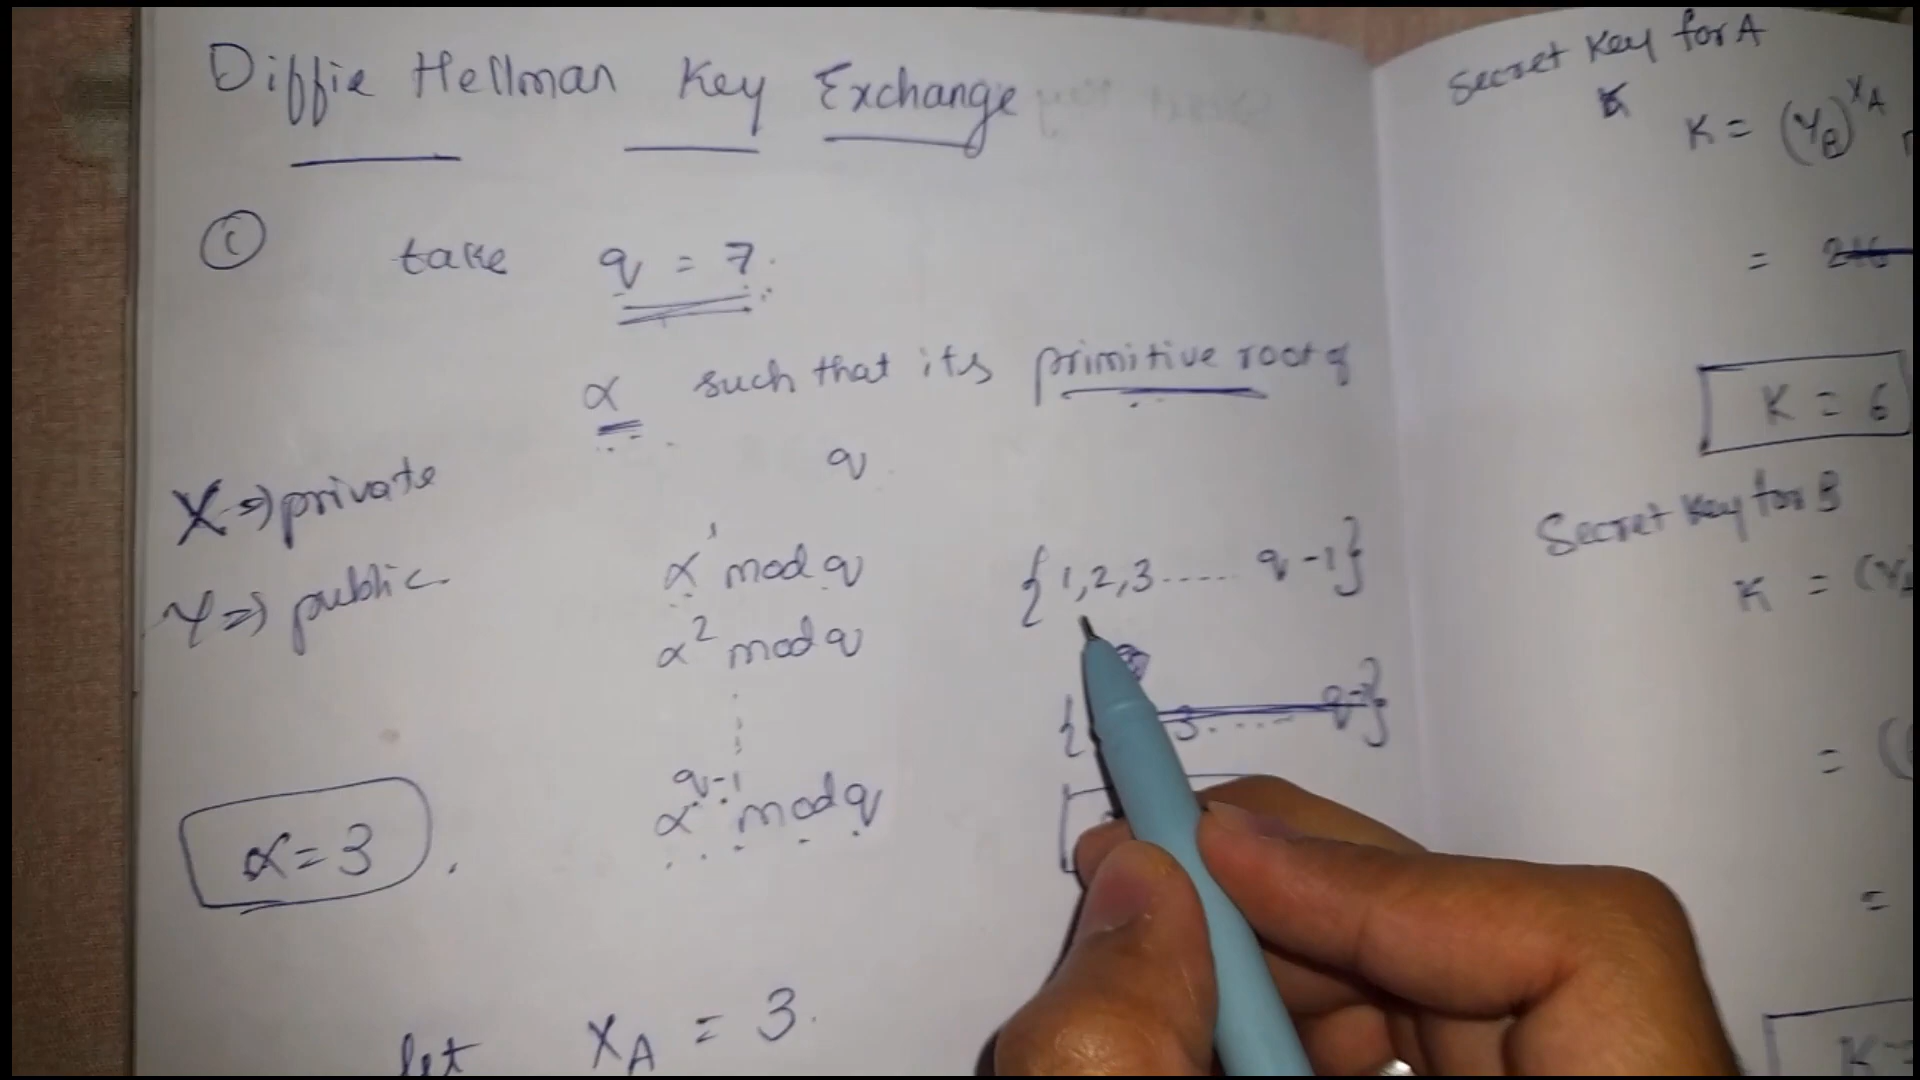 Diffie Hellman Key Exchange
i take q = 7.
α such that its primitive root of
q
X ⇒ private
Y ⇒ public
α¹ mod q {1,2,3..... q-1}
α² mod q
3..... }
α^(q-1) mod q
α = 3
let X_A = 3.
Secret Key for A
K = (Y_B)^(X_A)
=
K = 6
Secret Key for B
K = (Y
= (
=
K =